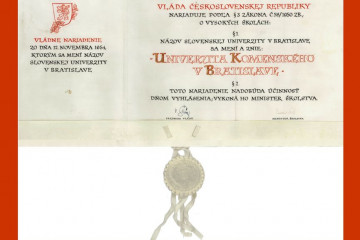 VLÁDNE NARIADENIE
20 DŇA 11. NOVEMBRA 1954,
KTORÝM SA MENÍ NÁZOV
SLOVENSKEJ UNIVERZITY
V BRATISLAVE
VLÁDA ČESKOSLOVENSKEJ REPUBLIKY
NARIAĎUJE PODĽA § 3 ZÁKONA Č. 58/1950 ZB.
O VYSOKÝCH ŠKOLÁCH:
§ 1
NÁZOV SLOVENSKEJ UNIVERZITY V BRATISLAVE
SA MENÍ A ZNIE:
UNIVERZITA KOMENSKÉHO
V BRATISLAVE.
§ 2
TOTO NARIADENIE NADOBÚDA ÚČINNOSŤ
DŇOM VYHLÁSENIA; VYKONÁ HO MINISTER ŠKOLSTVA.